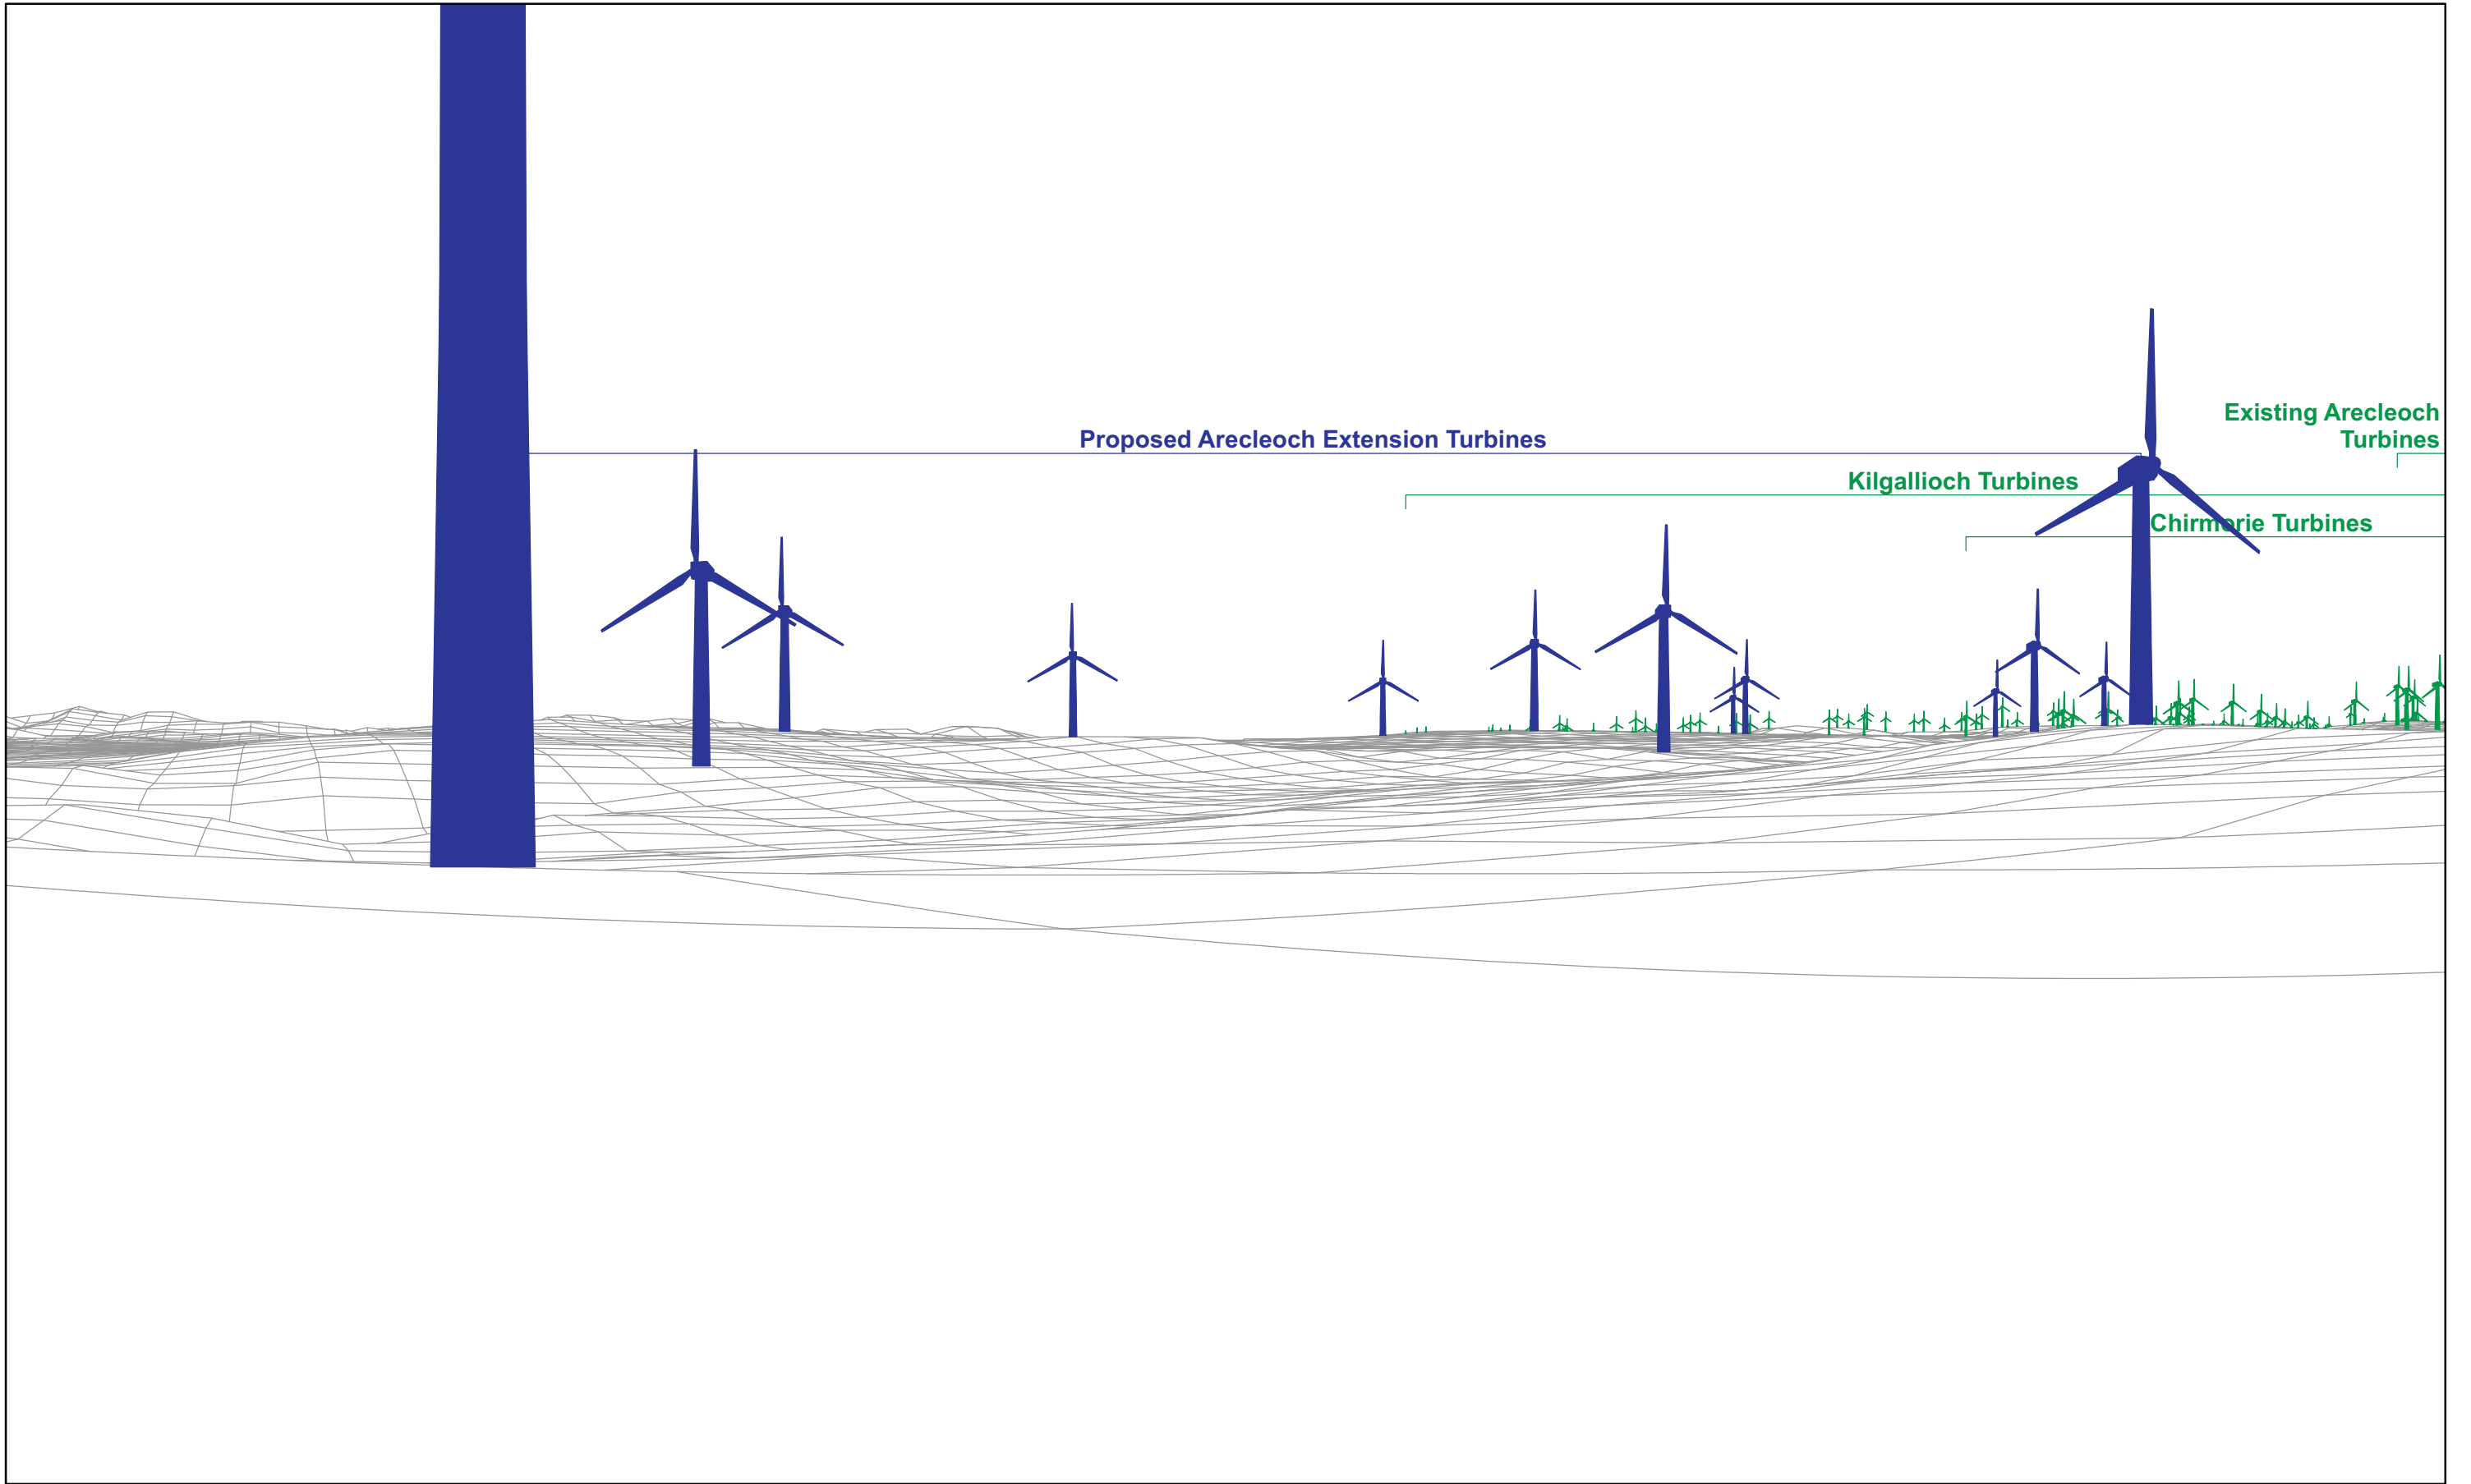 Existing Arecleoch
Turbines
Proposed Arecleoch Extension Turbines
Kilgallioch Turbines
Chirmorie Turbines